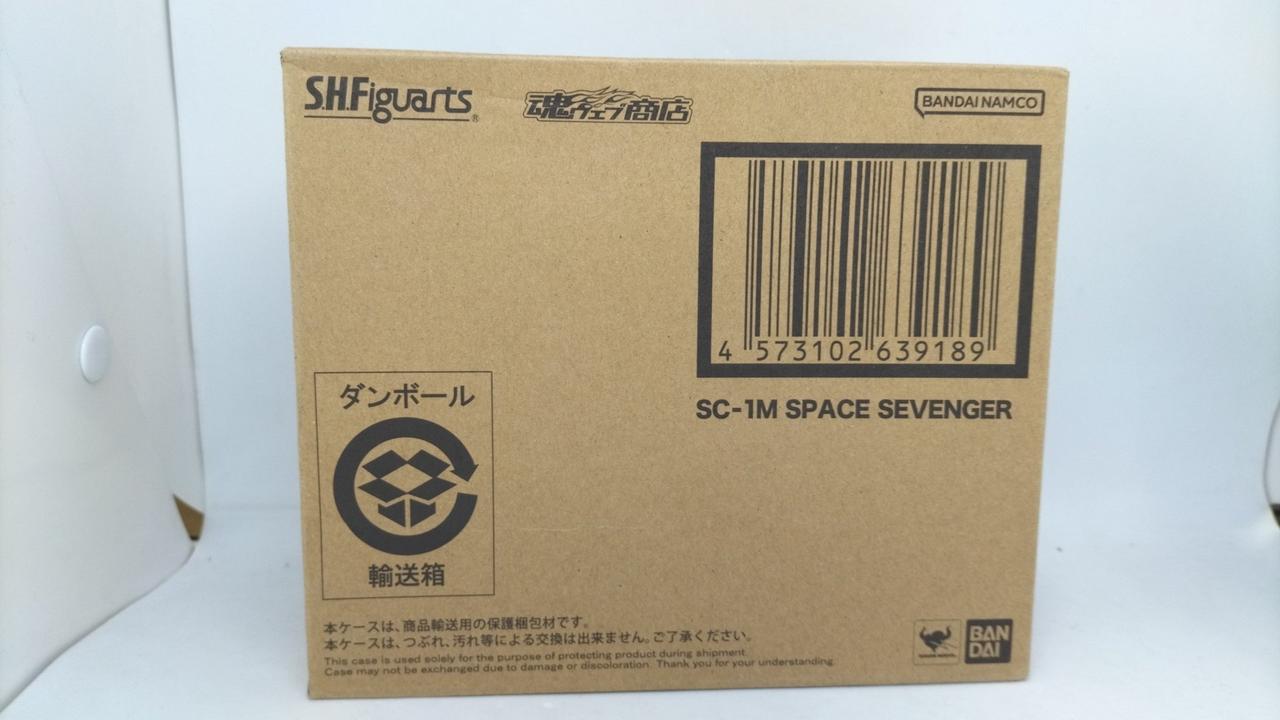 S.H.Figuarts®
魂ウェブ商店
BANDAI NAMCO
4 573102 639189
SC-1M SPACE SEVENGER
ダンボール
輸送箱
本ケースは、商品輸送用の保護梱包材です。
本ケースは、つぶれ、汚れ等による交換は出来ません。ご了承ください。
This case is used solely for the purpose of protecting product during shipment.
Case may not be exchanged due to damage or discoloration. Thank you for your understanding.
BAN
DAI